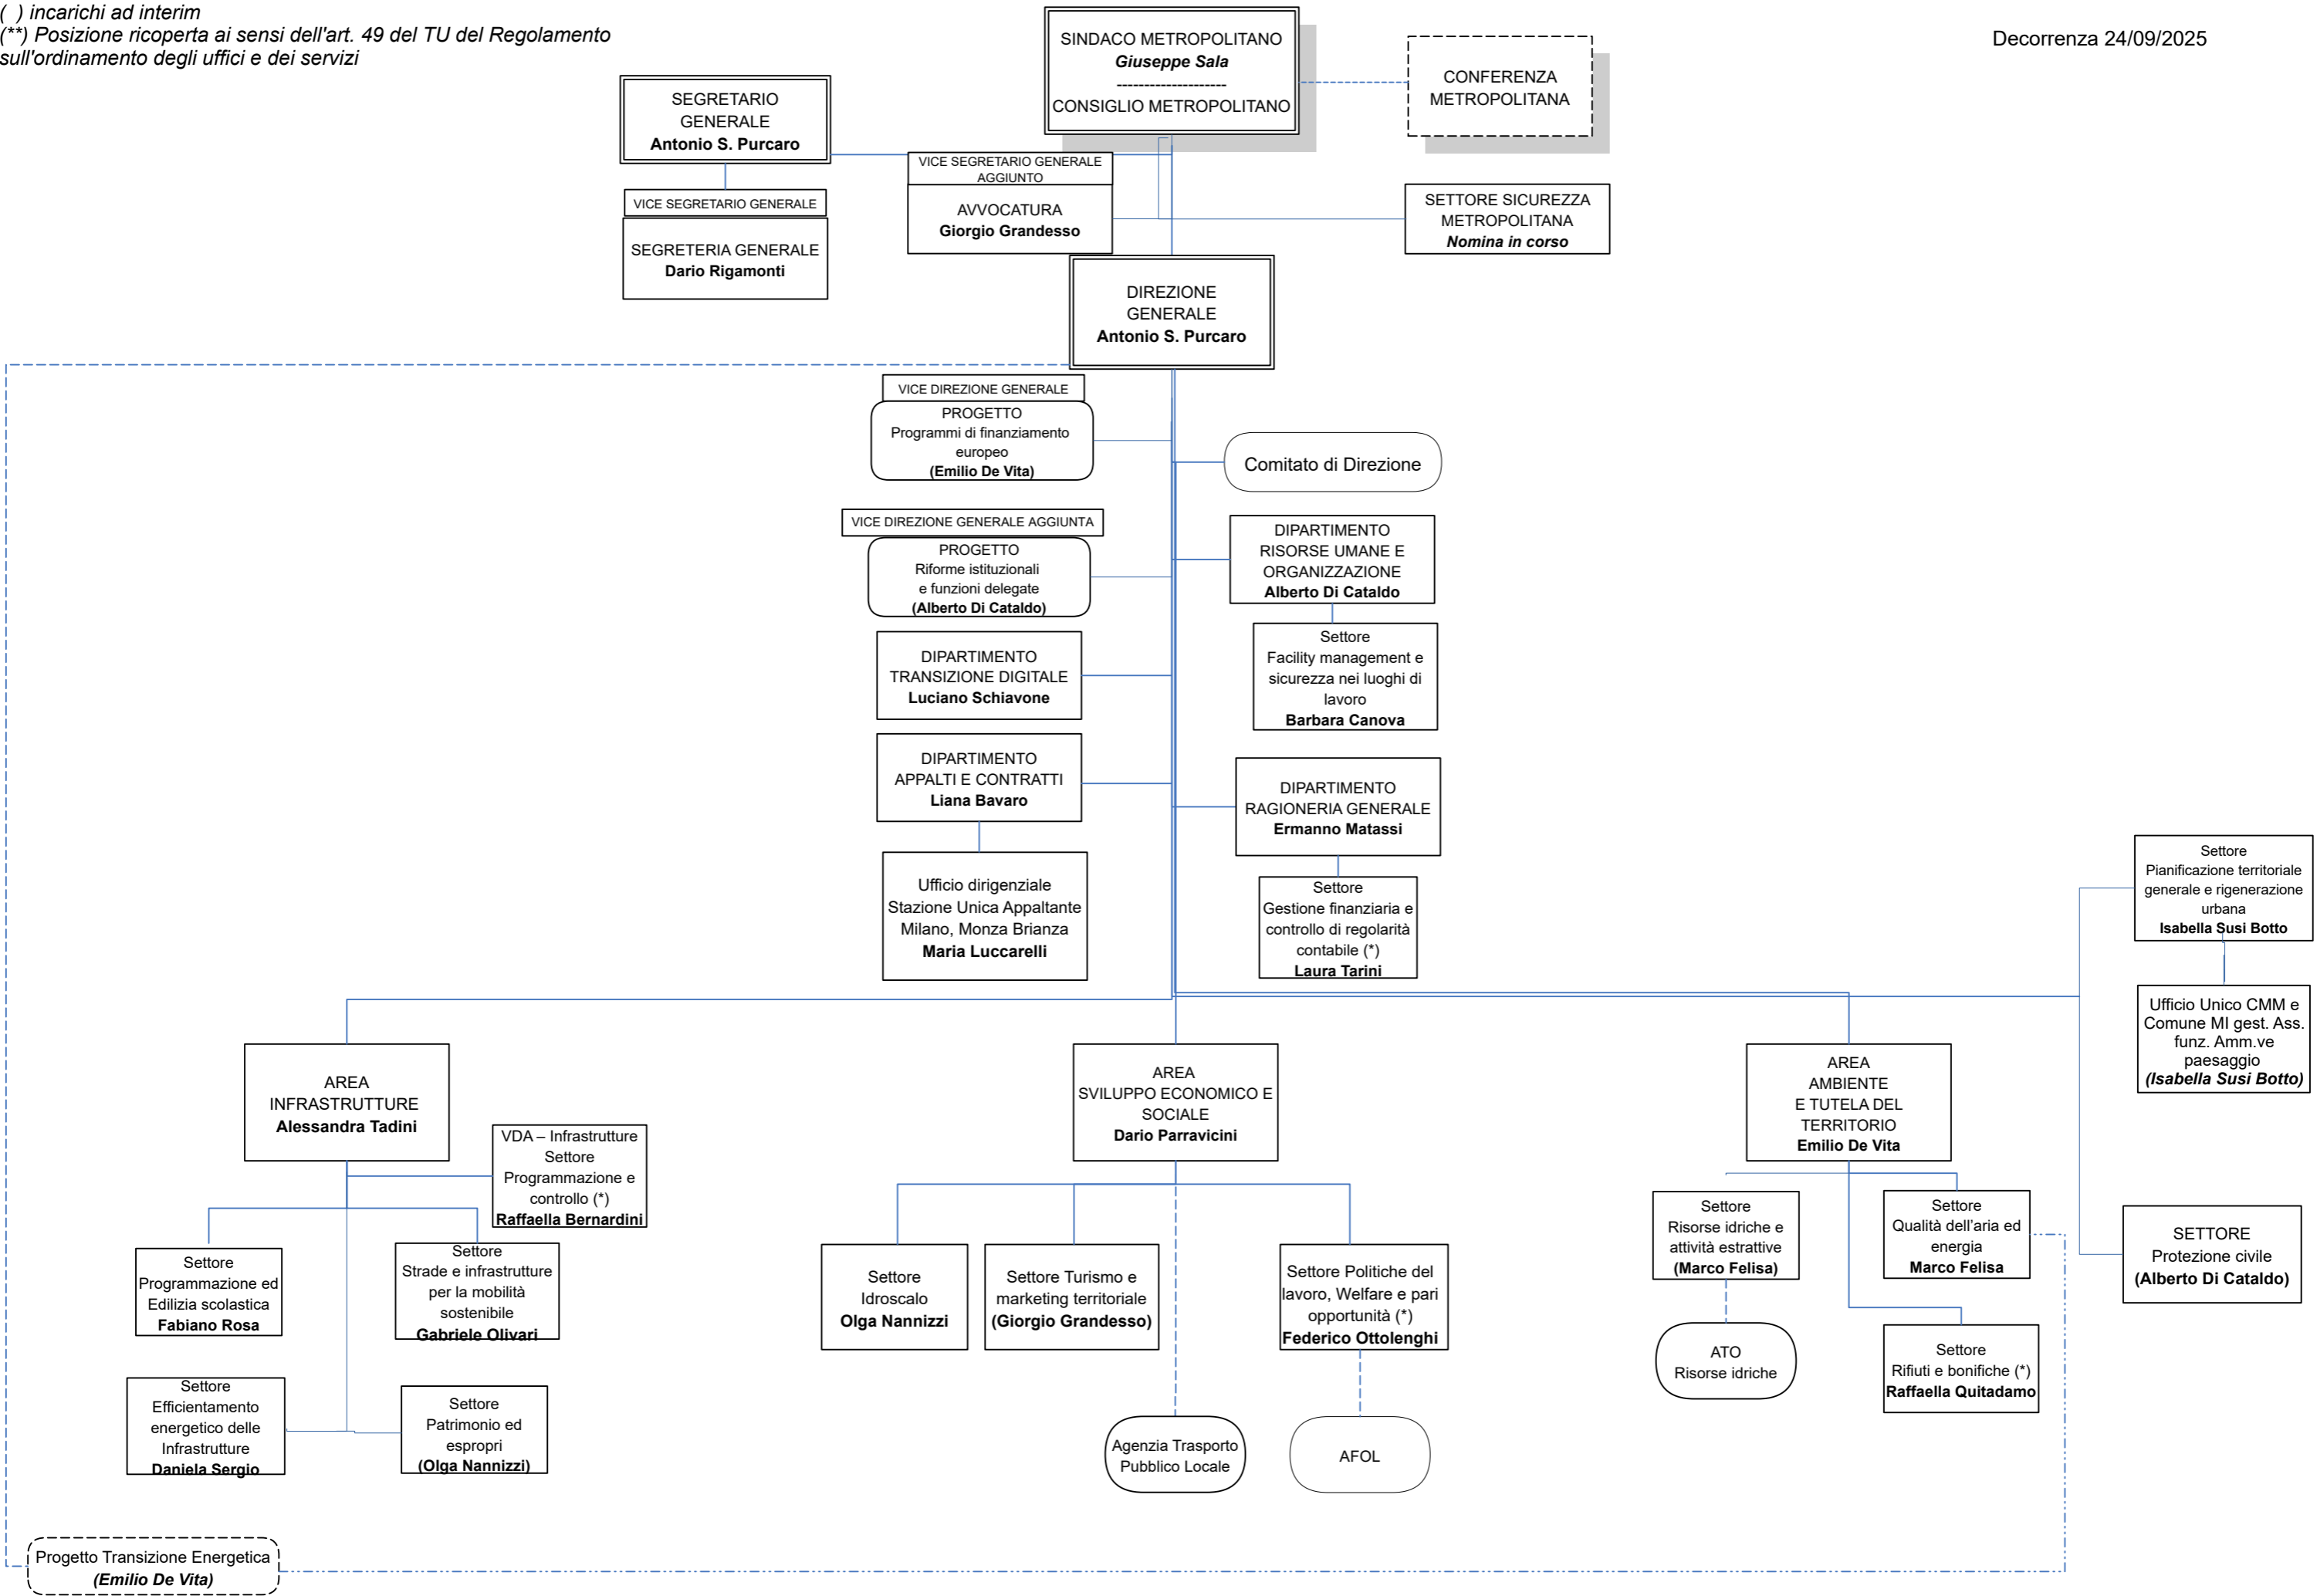 ( ) incarichi ad interim
(**) Posizione ricoperta ai sensi dell'art. 49 del TU del Regolamento
sull'ordinamento degli uffici e dei servizi
Decorrenza 24/09/2025
SINDACO METROPOLITANO
Giuseppe Sala
--------------------
CONSIGLIO METROPOLITANO
CONFERENZA
METROPOLITANA
SEGRETARIO
GENERALE
Antonio S. Purcaro
VICE SEGRETARIO GENERALE
SEGRETERIA GENERALE
Dario Rigamonti
VICE SEGRETARIO GENERALE
AGGIUNTO
AVVOCATURA
Giorgio Grandesso
SETTORE SICUREZZA
METROPOLITANA
Nomina in corso
DIREZIONE
GENERALE
Antonio S. Purcaro
VICE DIREZIONE GENERALE
PROGETTO
Programmi di finanziamento
europeo
(Emilio De Vita)
Comitato di Direzione
VICE DIREZIONE GENERALE AGGIUNTA
PROGETTO
Riforme istituzionali
e funzioni delegate
(Alberto Di Cataldo)
DIPARTIMENTO
RISORSE UMANE E
ORGANIZZAZIONE
Alberto Di Cataldo
Settore
Facility management e
sicurezza nei luoghi di
lavoro
Barbara Canova
DIPARTIMENTO
TRANSIZIONE DIGITALE
Luciano Schiavone
DIPARTIMENTO
APPALTI E CONTRATTI
Liana Bavaro
Ufficio dirigenziale
Stazione Unica Appaltante
Milano, Monza Brianza
Maria Luccarelli
DIPARTIMENTO
RAGIONERIA GENERALE
Ermanno Matassi
Settore
Gestione finanziaria e
controllo di regolarità
contabile (*)
Laura Tarini
Settore
Pianificazione territoriale
generale e rigenerazione
urbana
Isabella Susi Botto
Ufficio Unico CMM e
Comune MI gest. Ass.
funz. Amm.ve
paesaggio
(Isabella Susi Botto)
AREA
INFRASTRUTTURE
Alessandra Tadini
VDA – Infrastrutture
Settore
Programmazione e
controllo (*)
Raffaella Bernardini
Settore
Programmazione ed
Edilizia scolastica
Fabiano Rosa
Settore
Strade e infrastrutture
per la mobilità
sostenibile
Gabriele Olivari
Settore
Efficientamento
energetico delle
Infrastrutture
Daniela Sergio
Settore
Patrimonio ed
espropri
(Olga Nannizzi)
AREA
SVILUPPO ECONOMICO E
SOCIALE
Dario Parravicini
Settore
Idroscalo
Olga Nannizzi
Settore Turismo e
marketing territoriale
(Giorgio Grandesso)
Settore Politiche del
lavoro, Welfare e pari
opportunità (*)
Federico Ottolenghi
Agenzia Trasporto
Pubblico Locale
AFOL
AREA
AMBIENTE
E TUTELA DEL
TERRITORIO
Emilio De Vita
Settore
Risorse idriche e
attività estrattive
(Marco Felisa)
Settore
Qualità dell'aria ed
energia
Marco Felisa
ATO
Risorse idriche
Settore
Rifiuti e bonifiche (*)
Raffaella Quitadamo
SETTORE
Protezione civile
(Alberto Di Cataldo)
Progetto Transizione Energetica
(Emilio De Vita)